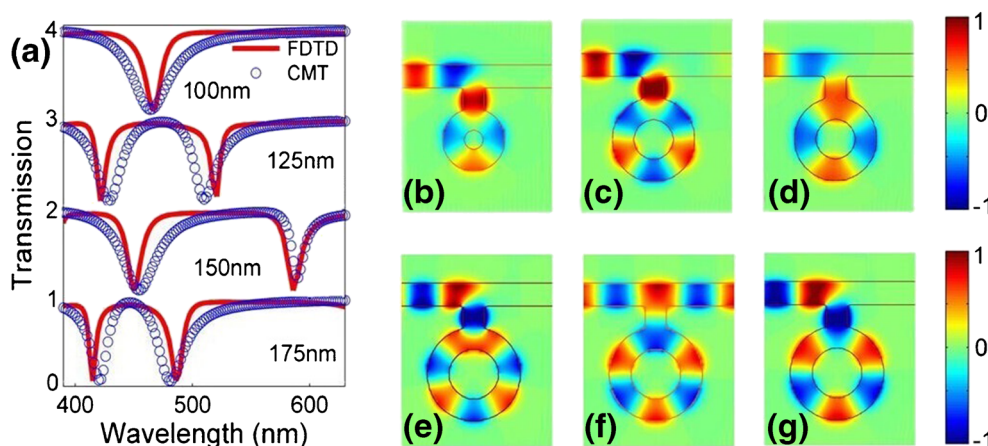 (a)
Transmission
4
3
2
1
0
FDTD
CMT
100nm
125nm
150nm
175nm
400 500 600
Wavelength (nm)
(b)
(c)
(d)
1
0
-1
(e)
(f)
(g)
1
0
-1